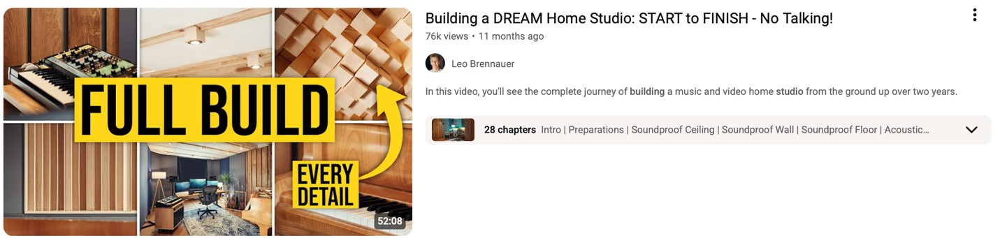 FULL BUILD
EVERY
DETAIL
52:08
Building a DREAM Home Studio: START to FINISH - No Talking!
76k views • 11 months ago
Leo Brennauer
In this video, you'll see the complete journey of building a music and video home studio from the ground up over two years.
28 chapters Intro | Preparations | Soundproof Ceiling | Soundproof Wall | Soundproof Floor | Acoustic...